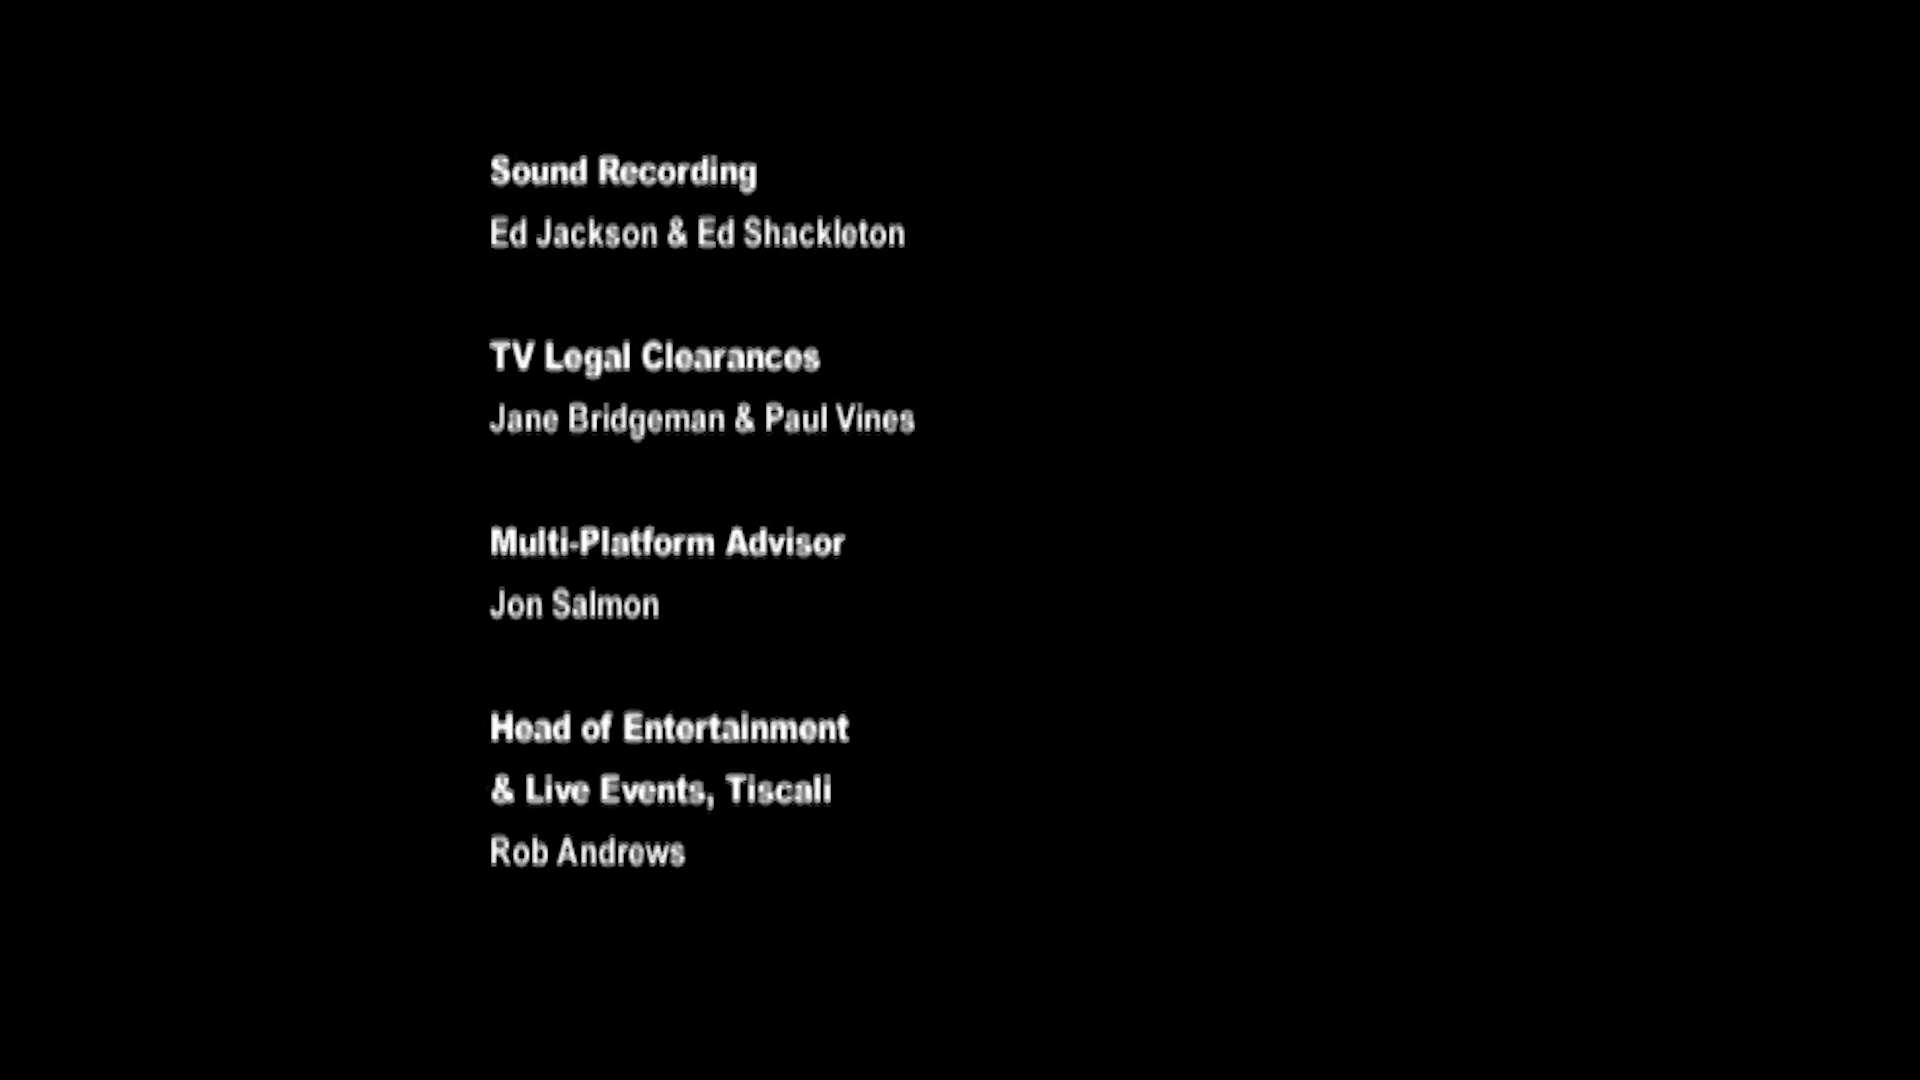 Sound Recording
Ed Jackson & Ed Shackleton
TV Legal Clearances
Jane Bridgeman & Paul Vines
Multi-Platform Advisor
Jon Salmon
Head of Entertainment
& Live Events, Tiscali
Rob Andrews